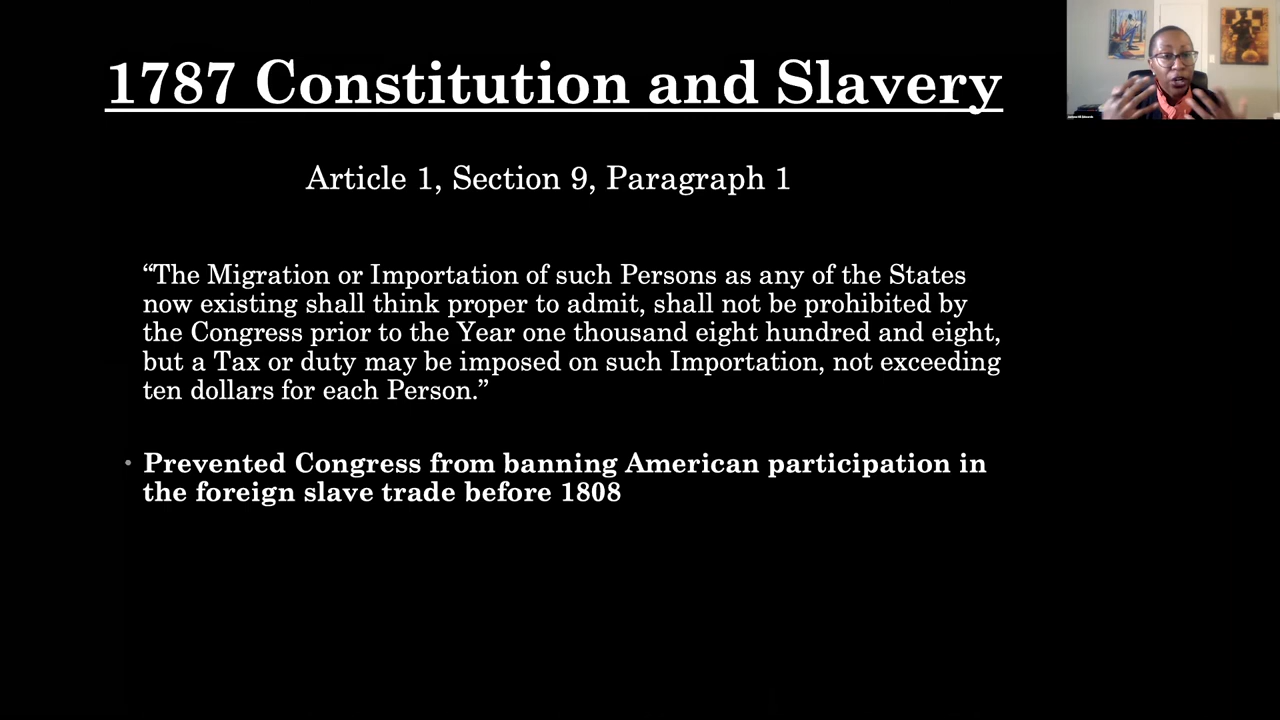 1787 Constitution and Slavery
Article 1, Section 9, Paragraph 1
“The Migration or Importation of such Persons as any of the States
now existing shall think proper to admit, shall not be prohibited by
the Congress prior to the Year one thousand eight hundred and eight,
but a Tax or duty may be imposed on such Importation, not exceeding
ten dollars for each Person.”
• Prevented Congress from banning American participation in
the foreign slave trade before 1808